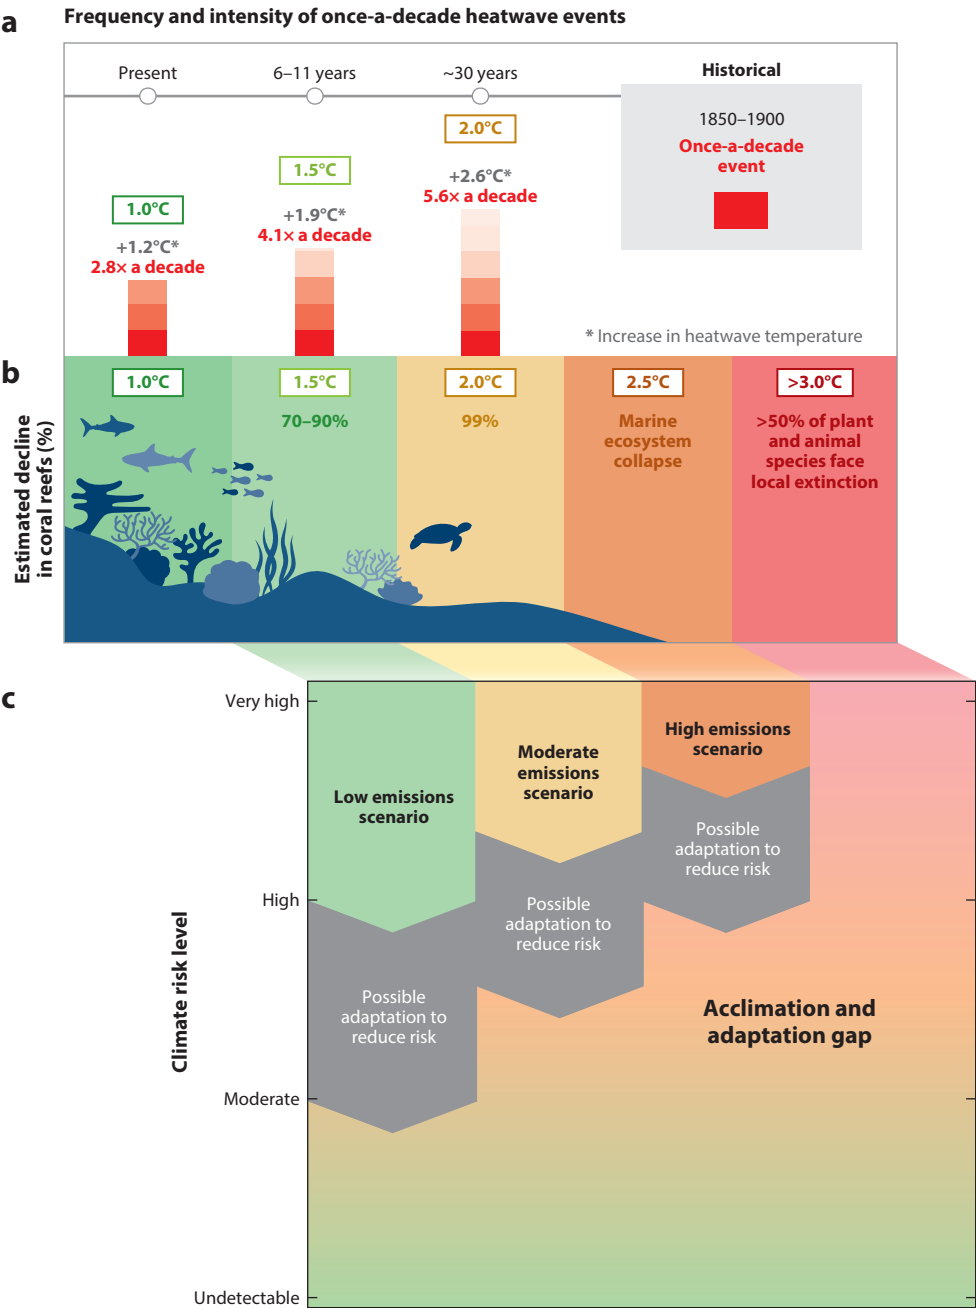 a
Frequency and intensity of once-a-decade heatwave events
Present
6–11 years
~30 years
Historical
1850–1900
Once-a-decade
event
1.0°C
+1.2°C*
2.8× a decade
1.5°C
+1.9°C*
4.1× a decade
2.0°C
+2.6°C*
5.6× a decade
* Increase in heatwave temperature
b
Estimated decline
in coral reefs (%)
1.0°C
1.5°C
70–90%
2.0°C
99%
2.5°C
Marine
ecosystem
collapse
>3.0°C
>50% of plant
and animal
species face
local extinction
c
Climate risk level
Very high
High
Moderate
Undetectable
Low emissions
scenario
Possible
adaptation to
reduce risk
Moderate
emissions
scenario
Possible
adaptation to
reduce risk
High emissions
scenario
Possible
adaptation to
reduce risk
Acclimation and
adaptation gap